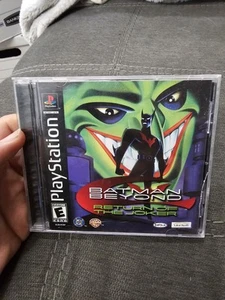 PlayStation
BATMAN
BEYOND
RETURN OF
THE JOKER
E